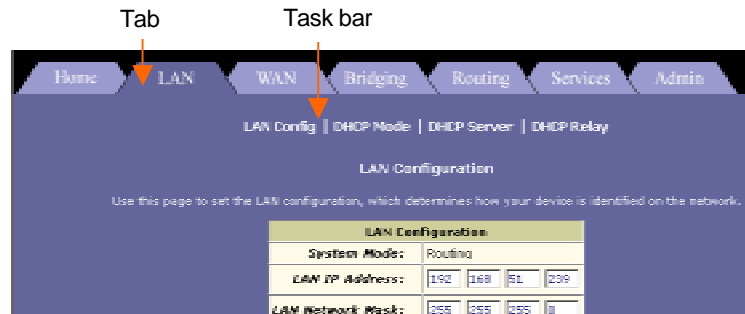 Tab Task bar
Home LAN WAN Bridging Routing Services Admin
LAN Config | DHCP Mode | DHCP Server | DHCP Relay
LAN Configuration
Use this page to set the LAN configuration, which determines how your device is identified on the network.
LAN Configuration
System Mode: Routing
LAN IP Address: 192 168 51 239
LAN Network Mask: 255 255 255 0